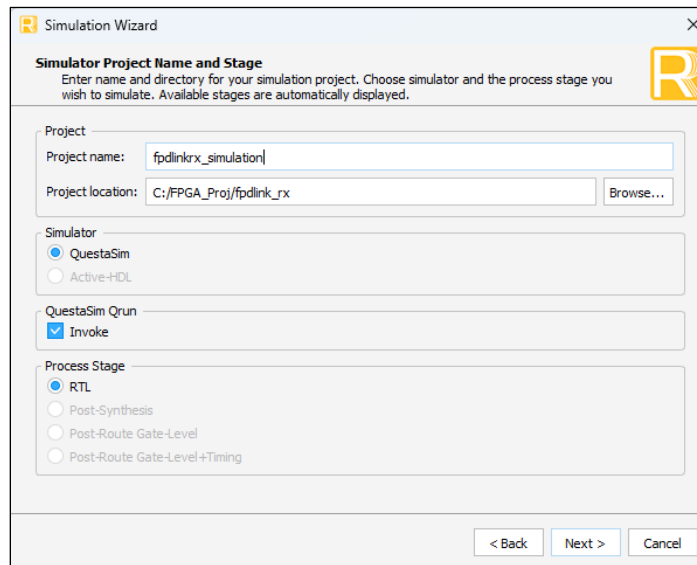 Simulation Wizard
Simulator Project Name and Stage
Enter name and directory for your simulation project. Choose simulator and the process stage you
wish to simulate. Available stages are automatically displayed.
Project
Project name: fpdlinkrx_simulation
Project location: C:/FPGA_Proj/fpdlink_rx Browse...
Simulator
QuestaSim
Active-HDL
QuestaSim Qrun
Invoke
Process Stage
RTL
Post-Synthesis
Post-Route Gate-Level
Post-Route Gate-Level+Timing
< Back Next > Cancel